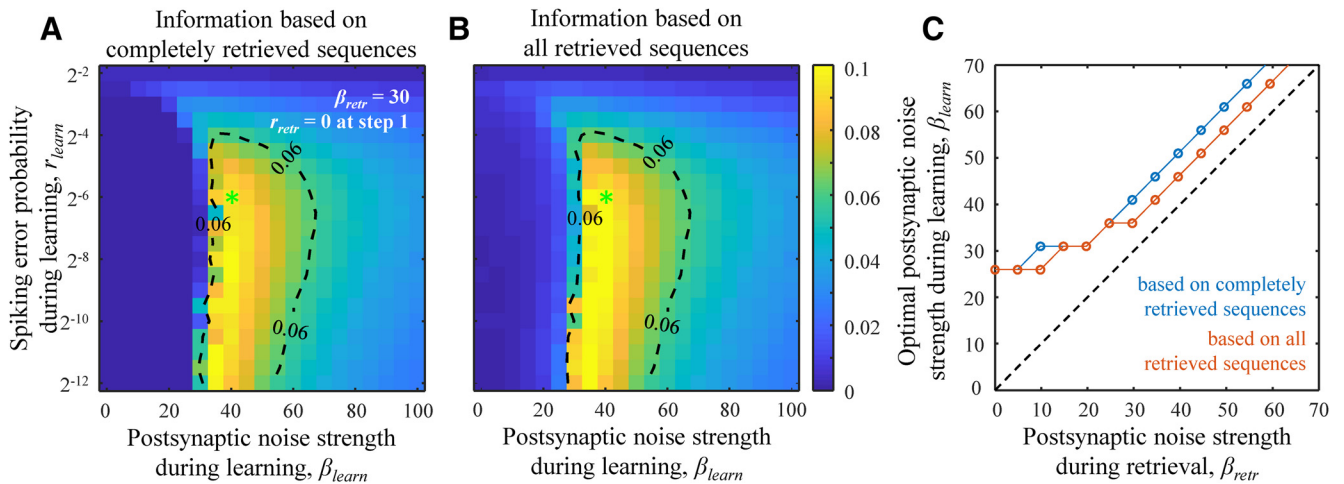 A
Information based on
completely retrieved sequences
Spiking error probability
during learning, r_learn
2^-2
2^-4
2^-6
2^-8
2^-10
2^-12
β_retr = 30
r_retr = 0 at step 1
0.06
0.06
0.06
*
0 20 40 60 80 100
Postsynaptic noise strength
during learning, β_learn
B
Information based on
all retrieved sequences
0.06
0.06
0.06
*
0 20 40 60 80 100
Postsynaptic noise strength
during learning, β_learn
0.1
0.08
0.06
0.04
0.02
0
C
Optimal postsynaptic noise
strength during learning, β_learn
70
60
50
40
30
20
10
0
based on completely
retrieved sequences
based on all
retrieved sequences
0 10 20 30 40 50 60 70
Postsynaptic noise strength
during retrieval, β_retr